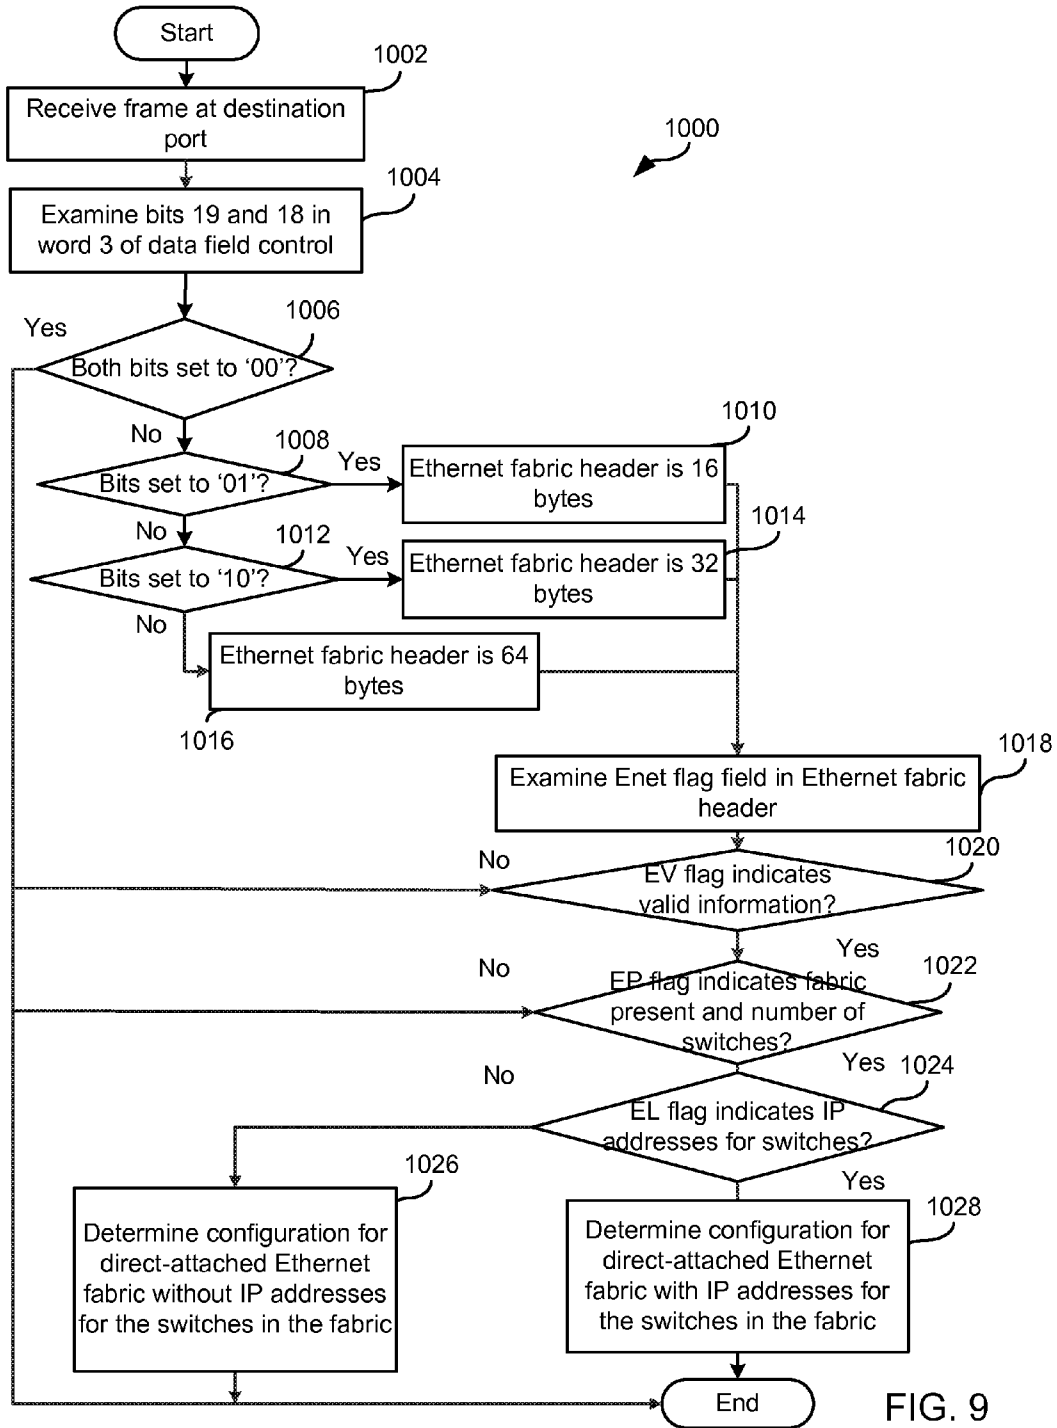 Start
1002
Receive frame at destination
port
1000
1004
Examine bits 19 and 18 in
word 3 of data field control
1006
Yes
Both bits set to ‘00’?
No
1008
Yes
1010
Bits set to ‘01’?
Ethernet fabric header is 16
bytes
No
1012
Yes
1014
Bits set to ‘10’?
Ethernet fabric header is 32
bytes
No
Ethernet fabric header is 64
bytes
1016
1018
Examine Enet flag field in Ethernet fabric
header
No
1020
EV flag indicates
valid information?
Yes
No
1022
EP flag indicates fabric
present and number of
switches?
Yes
1024
No
EL flag indicates IP
addresses for switches?
Yes
1026
Determine configuration for
direct-attached Ethernet
fabric without IP addresses
for the switches in the fabric
1028
Determine configuration for
direct-attached Ethernet
fabric with IP addresses for
the switches in the fabric
End
FIG. 9